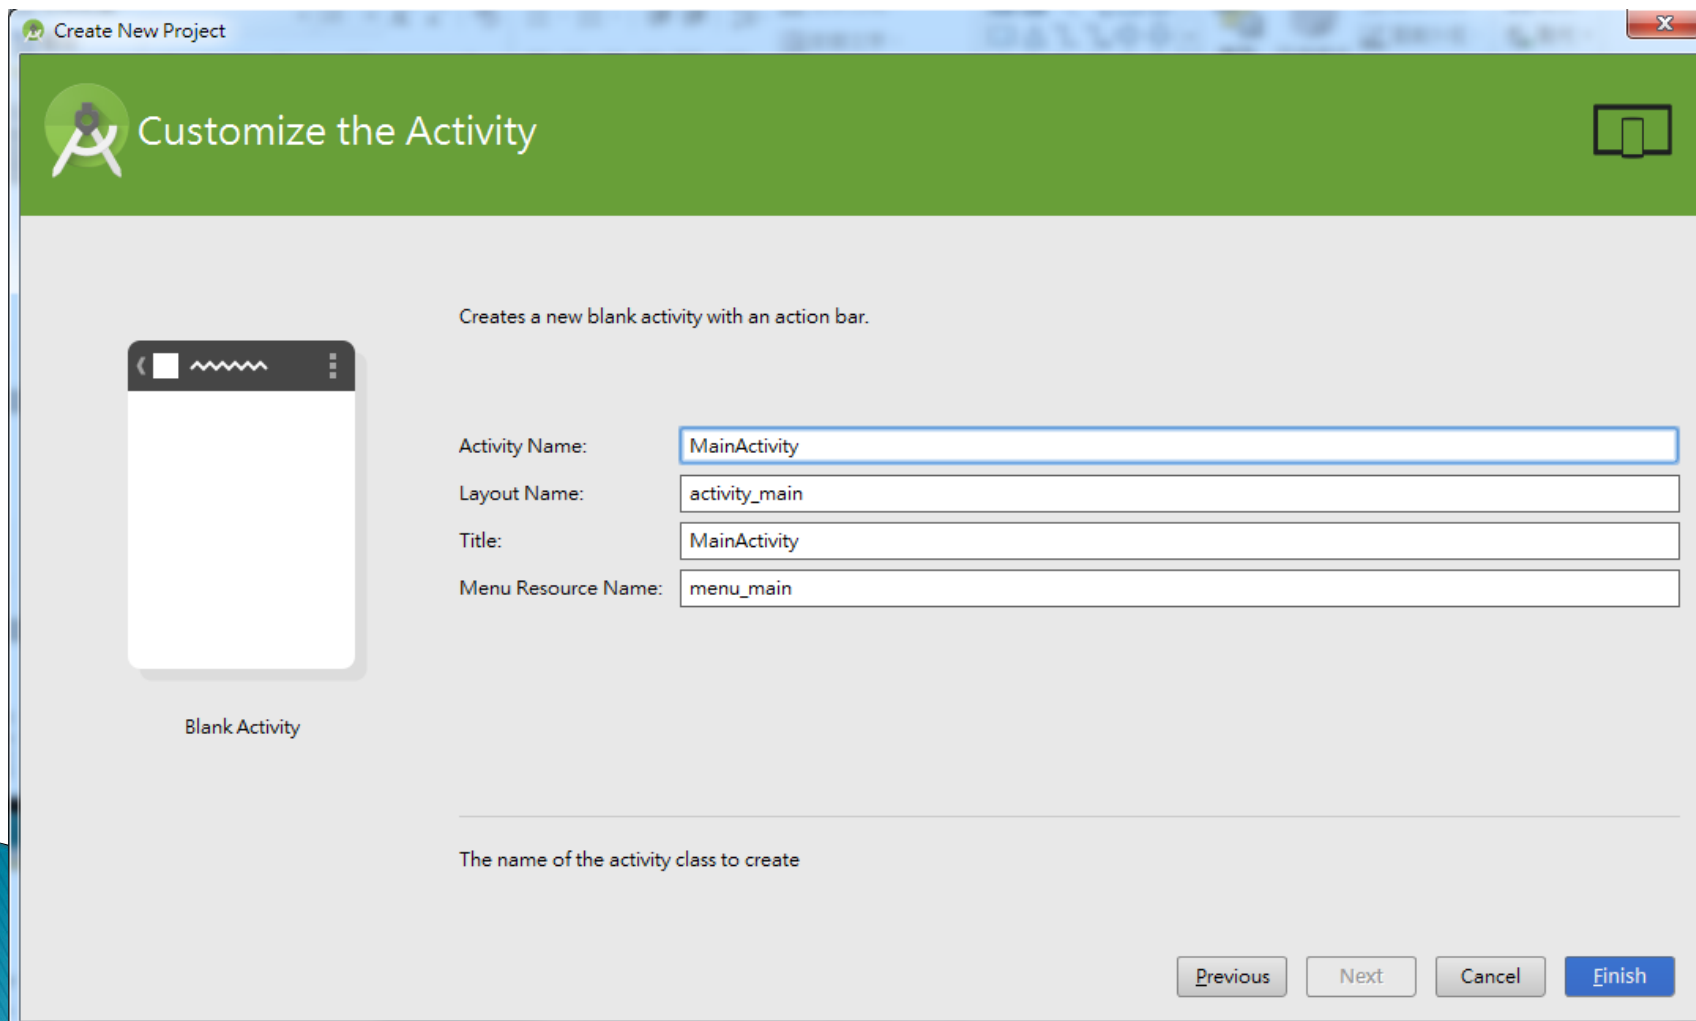 Create New Project
Customize the Activity
Creates a new blank activity with an action bar.
Activity Name: MainActivity
Layout Name: activity_main
Title: MainActivity
Menu Resource Name: menu_main
Blank Activity
The name of the activity class to create
Previous Next Cancel Finish